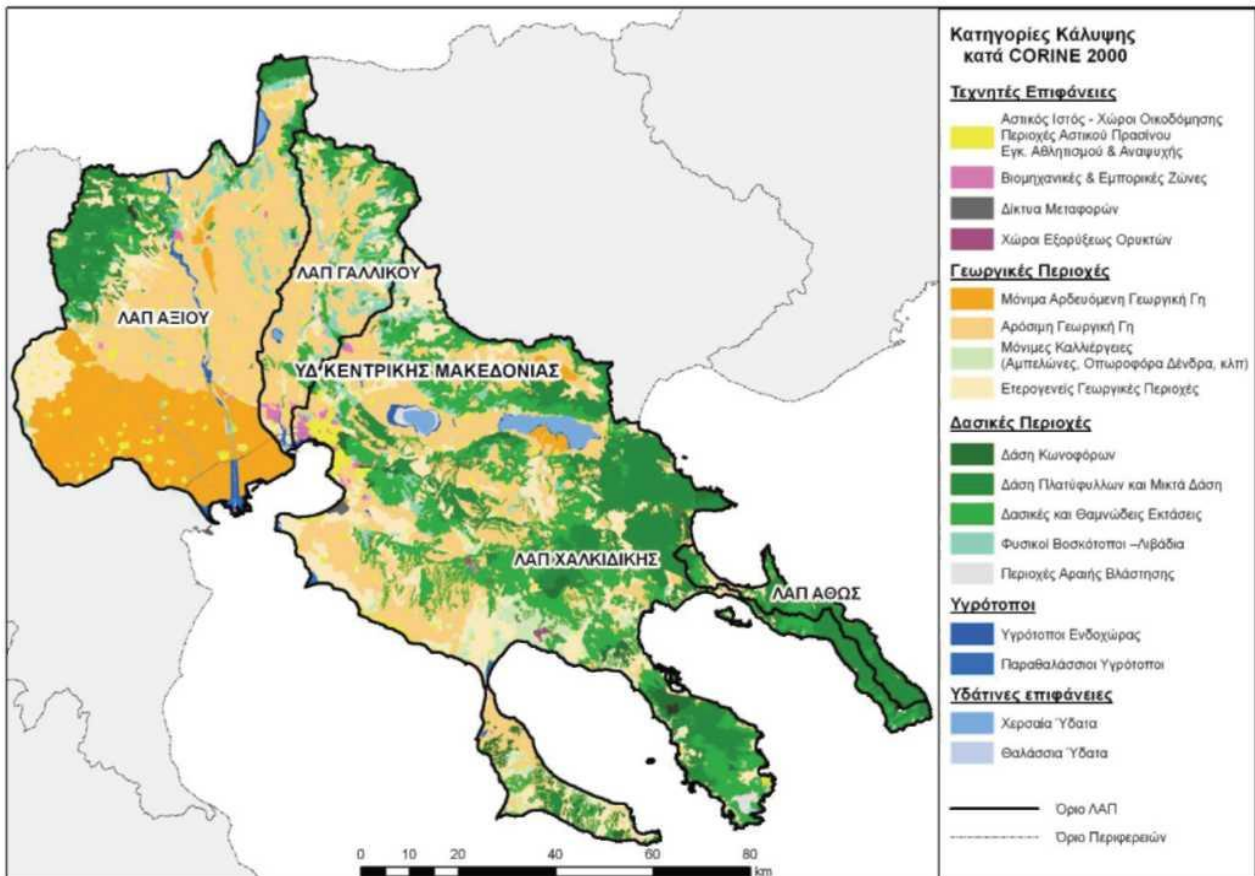 ΛΑΠ ΓΑΛΛΙΚΟΥ
ΛΑΠ ΑΞΙΟΥ
ΥΔ ΚΕΝΤΡΙΚΗΣ ΜΑΚΕΔΟΝΙΑΣ
ΛΑΠ ΧΑΛΚΙΔΙΚΗΣ
ΛΑΠ ΑΘΩΣ
0 10 20 40 60 80
km
Κατηγορίες Κάλυψης
κατά CORINE 2000
Τεχνητές Επιφάνειες
Αστικός Ιστός - Χώροι Οικοδόμησης
Περιοχές Αστικού Πρασίνου
Εγκ. Αθλητισμού & Αναψυχής
Βιομηχανικές & Εμπορικές Ζώνες
Δίκτυα Μεταφορών
Χώροι Εξορύξεως Ορυκτών
Γεωργικές Περιοχές
Μόνιμα Αρδευόμενη Γεωργική Γη
Αρόσιμη Γεωργική Γη
Μόνιμες Καλλιέργειες
(Αμπελώνες, Οπωροφόρα Δένδρα, κλπ)
Ετερογενείς Γεωργικές Περιοχές
Δασικές Περιοχές
Δάση Κωνοφόρων
Δάση Πλατύφυλλων και Μικτά Δάση
Δασικές και Θαμνώδεις Εκτάσεις
Φυσικοί Βοσκότοποι –Λιβάδια
Περιοχές Αραιής Βλάστησης
Υγρότοποι
Υγρότοποι Ενδοχώρας
Παραθαλάσσιοι Υγρότοποι
Υδάτινες επιφάνειες
Χερσαία Ύδατα
Θαλάσσια Ύδατα
Όριο ΛΑΠ
Όριο Περιφερειών